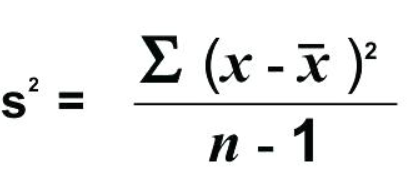 s² = Σ (x - x̄ )²
n - 1